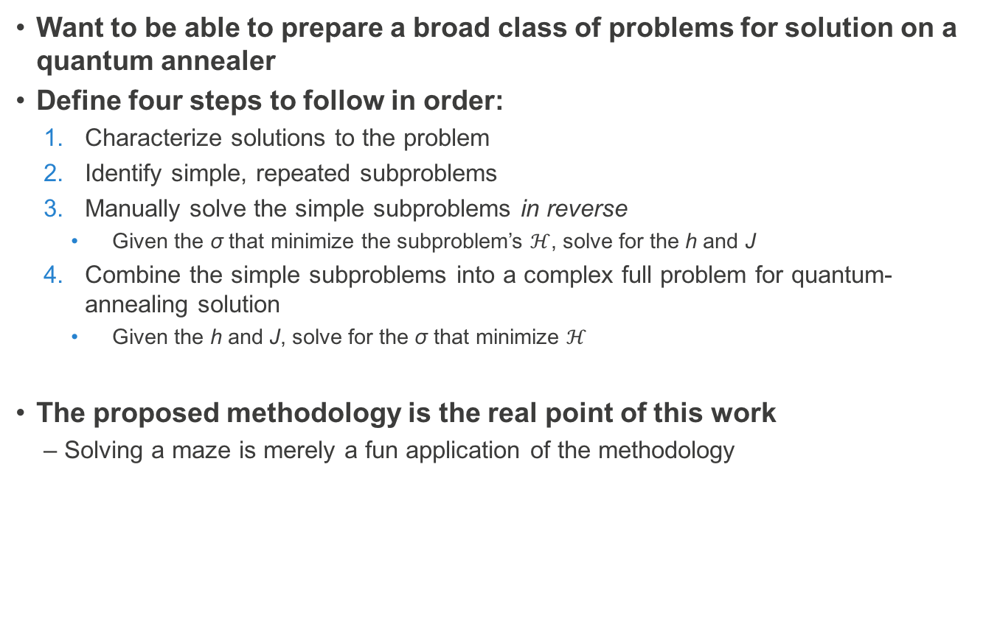 • Want to be able to prepare a broad class of problems for solution on a
quantum annealer
• Define four steps to follow in order:
1. Characterize solutions to the problem
2. Identify simple, repeated subproblems
3. Manually solve the simple subproblems in reverse
• Given the σ that minimize the subproblem’s ℋ, solve for the h and J
4. Combine the simple subproblems into a complex full problem for quantum-
annealing solution
• Given the h and J, solve for the σ that minimize ℋ
• The proposed methodology is the real point of this work
– Solving a maze is merely a fun application of the methodology